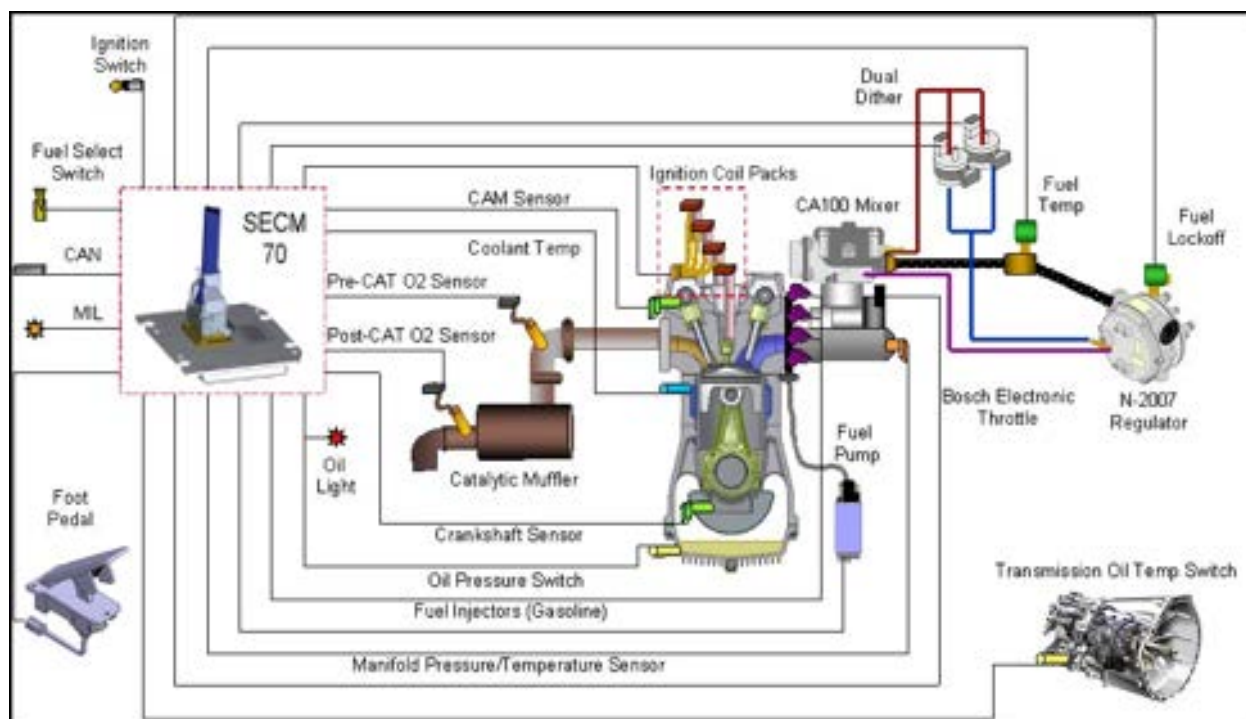 Ignition
Switch
Dual
Dither
Fuel Select
Switch
Ignition Coil Packs
SECM
70
CAM Sensor
CA100 Mixer
Fuel
Temp
Fuel
Lockoff
CAN
Coolant Temp
Pre-CAT O2 Sensor
MIL
Post-CAT O2 Sensor
Bosch Electronic
Throttle
N-2007
Regulator
Fuel
Pump
Oil
Light
Catalytic Muffler
Foot
Pedal
Crankshaft Sensor
Oil Pressure Switch
Transmission Oil Temp Switch
Fuel Injectors (Gasoline)
Manifold Pressure/Temperature Sensor